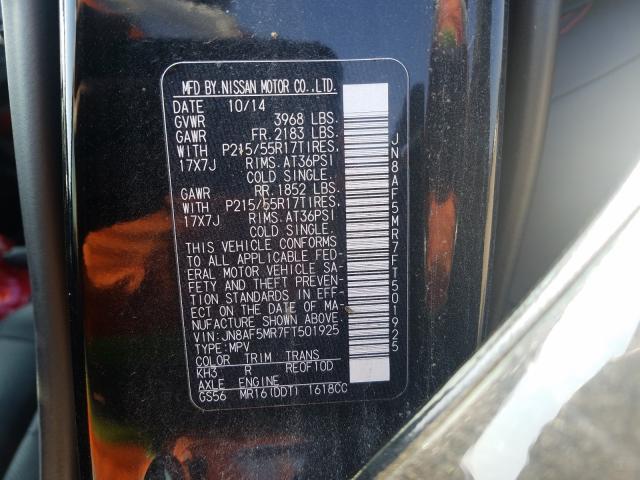 MFD BY.NISSAN MOTOR CO.,LTD.
DATE 10/14
GVWR 3968 LBS.
GAWR FR. 2183 LBS.
WITH P215/55R17TIRES.
17X7J RIMS. AT36PSI
COLD SINGLE.
GAWR RR. 1852 LBS.
WITH P215/55R17TIRES.
17X7J RIMS. AT36PSI
COLD SINGLE.
THIS VEHICLE CONFORMS
TO ALL APPLICABLE FED-
ERAL MOTOR VEHICLE SA-
FETY AND THEFT PREVEN-
TION STANDARDS IN EFF-
ECT ON THE DATE OF MA-
NUFACTURE SHOWN ABOVE.
VIN: JN8AF5MR7FT501925
TYPE: MPV
COLOR TRIM TRANS
KH3 R RE0F10D
AXLE ENGINE
GS56 MR16(DDT) 1618CC
JN8AF5MR7FT501925